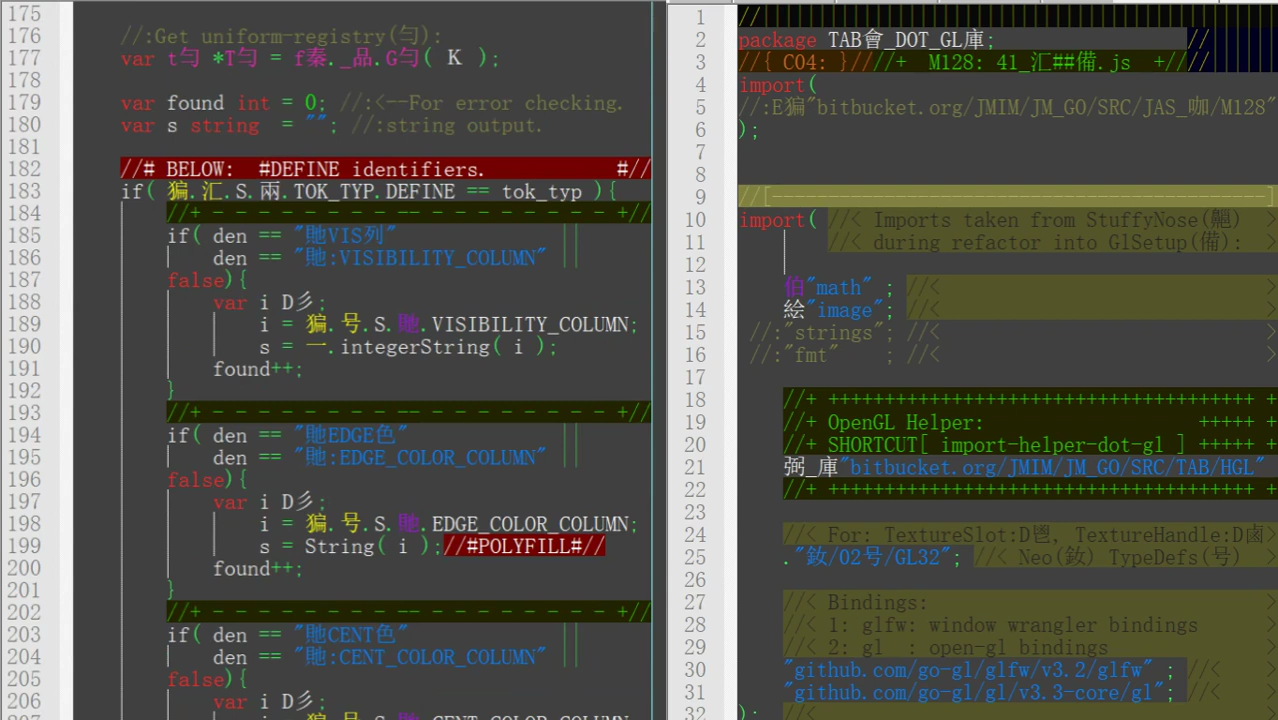 175
176 //:Get uniform-registry(勻):
177 var t勻 *T勻 = f秦._品.G勻( K );
178
179 var found int = 0; //:<--For error checking.
180 var s string  = ""; //:string output.
181
182 //# BELOW:  #DEFINE identifiers.            #//
183 if( 猵.汇.S.兩.TOK_TYP.DEFINE == tok_typ ){
184 //+ - - - - - - - - -- - - - - - - - - - +//
185 if( den == "貤VIS列"               ||
186 den == "貤:VISIBILITY_COLUMN" ||
187 false){
188 var i D彡;
189 i = 猵.号.S.貤.VISIBILITY_COLUMN;
190 s = 一.integerString( i );
191 found++;
192 }
193 //+ - - - - - - - - -- - - - - - - - - - +//
194 if( den == "貤EDGE色"              ||
195 den == "貤:EDGE_COLOR_COLUMN" ||
196 false){
197 var i D彡;
198 i = 猵.号.S.貤.EDGE_COLOR_COLUMN;
199 s = String( i );//#POLYFILL#//
200 found++;
201 }
202 //+ - - - - - - - - -- - - - - - - - - - +//
203 if( den == "貤CENT色"              ||
204 den == "貤:CENT_COLOR_COLUMN" ||
205 false){
206 var i D彡;
1 //
2 package TAB會_DOT_GL庫;                 //
3 //{ C04: }////+  M128: 41_汇##備.js  +////
4 import(
5 //:E猵"bitbucket.org/JMIM/JM_GO/SRC/JAS_咖/M128"
6 );
7
8
9 //[---------------------------------------------]
10 import( //< Imports taken from StuffyNose(齆)  >
11 //< during refactor into GlSetup(備):  >
12
13 伯"math" ; //<                              >
14 絵"image"; //<                              >
15 //:"strings"; //<                              >
16 //:"fmt"    ; //<                              >
17
18 //+ ++++++++++++++++++++++++++++++++++++++ +
19 //+ OpenGL Helper:                   +++++ +
20 //+ SHORTCUT[ import-helper-dot-gl ] +++++ +
21 弼_庫"bitbucket.org/JMIM/JM_GO/SRC/TAB/HGL"
22 //+ ++++++++++++++++++++++++++++++++++++++ +
23
24 //< For: TextureSlot:D鬯, TextureHandle:D鹵>
25 ."釹/02号/GL32"; //< Neo(釹) TypeDefs(号)  >
26
27 //< Bindings:                              >
28 //< 1: glfw: window wrangler bindings      >
29 //< 2: gl  : open-gl bindings              >
30 "github.com/go-gl/glfw/v3.2/glfw" ; //<    >
31 "github.com/go-gl/gl/v3.3-core/gl"; //<    >
32 );   //<